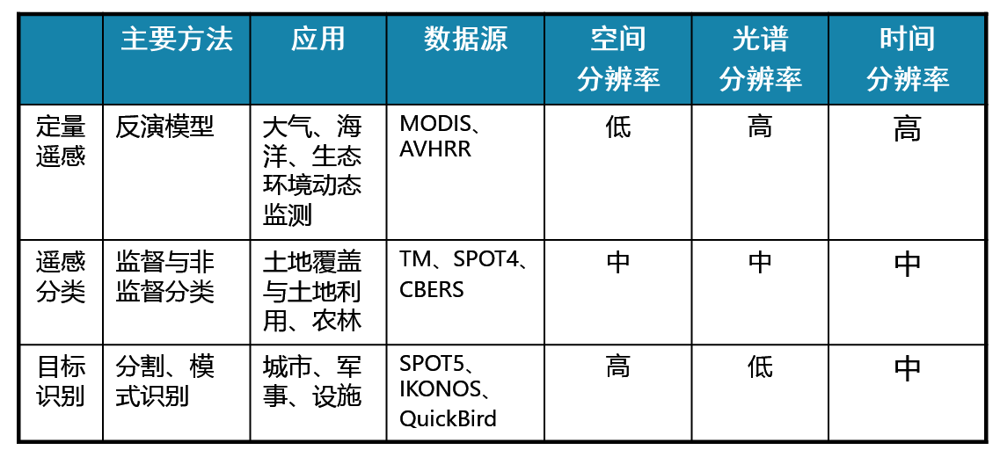 主要方法 应用 数据源 空间分辨率 光谱分辨率 时间分辨率
定量遥感 反演模型 大气、海洋、生态环境动态监测 MODIS、AVHRR 低 高 高
遥感分类 监督与非监督分类 土地覆盖与土地利用、农林 TM、SPOT4、CBERS 中 中 中
目标识别 分割、模式识别 城市、军事、设施 SPOT5、IKONOS、QuickBird 高 低 中